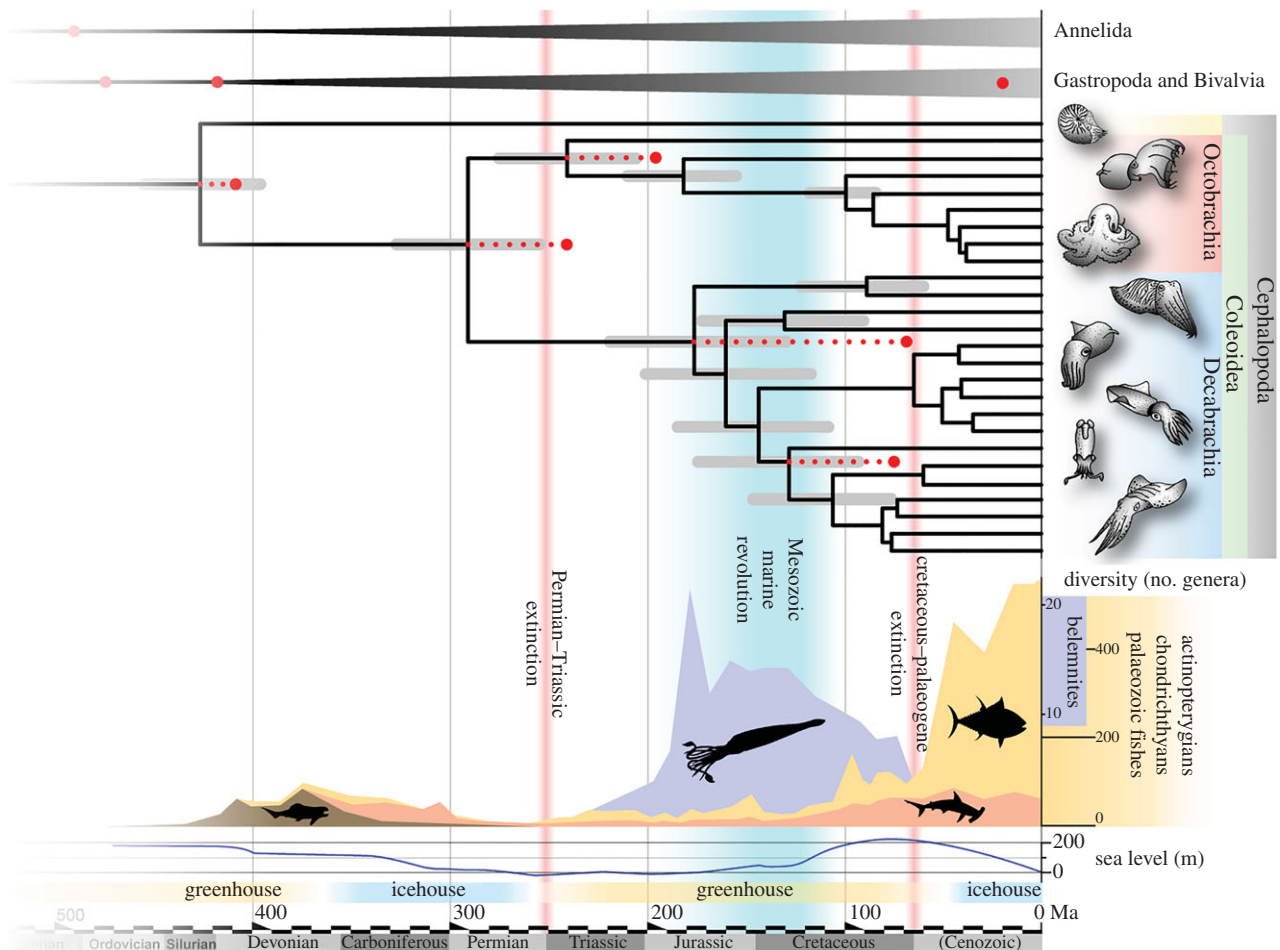 Annelida
Gastropoda and Bivalvia
Octobrachia
Decabrachia
Coleoidea
Cephalopoda
Permian–Triassic
extinction
Mesozoic
marine
revolution
cretaceous–palaeogene
extinction
diversity (no. genera)
20
10
0
belemnites
400
200
actinopterygians
chondrichthyans
palaeozoic fishes
200
0
sea level (m)
greenhouse
icehouse
greenhouse
icehouse
500
400
300
200
100
0 Ma
Ordovician
Silurian
Devonian
Carboniferous
Permian
Triassic
Jurassic
Cretaceous
(Cenozoic)